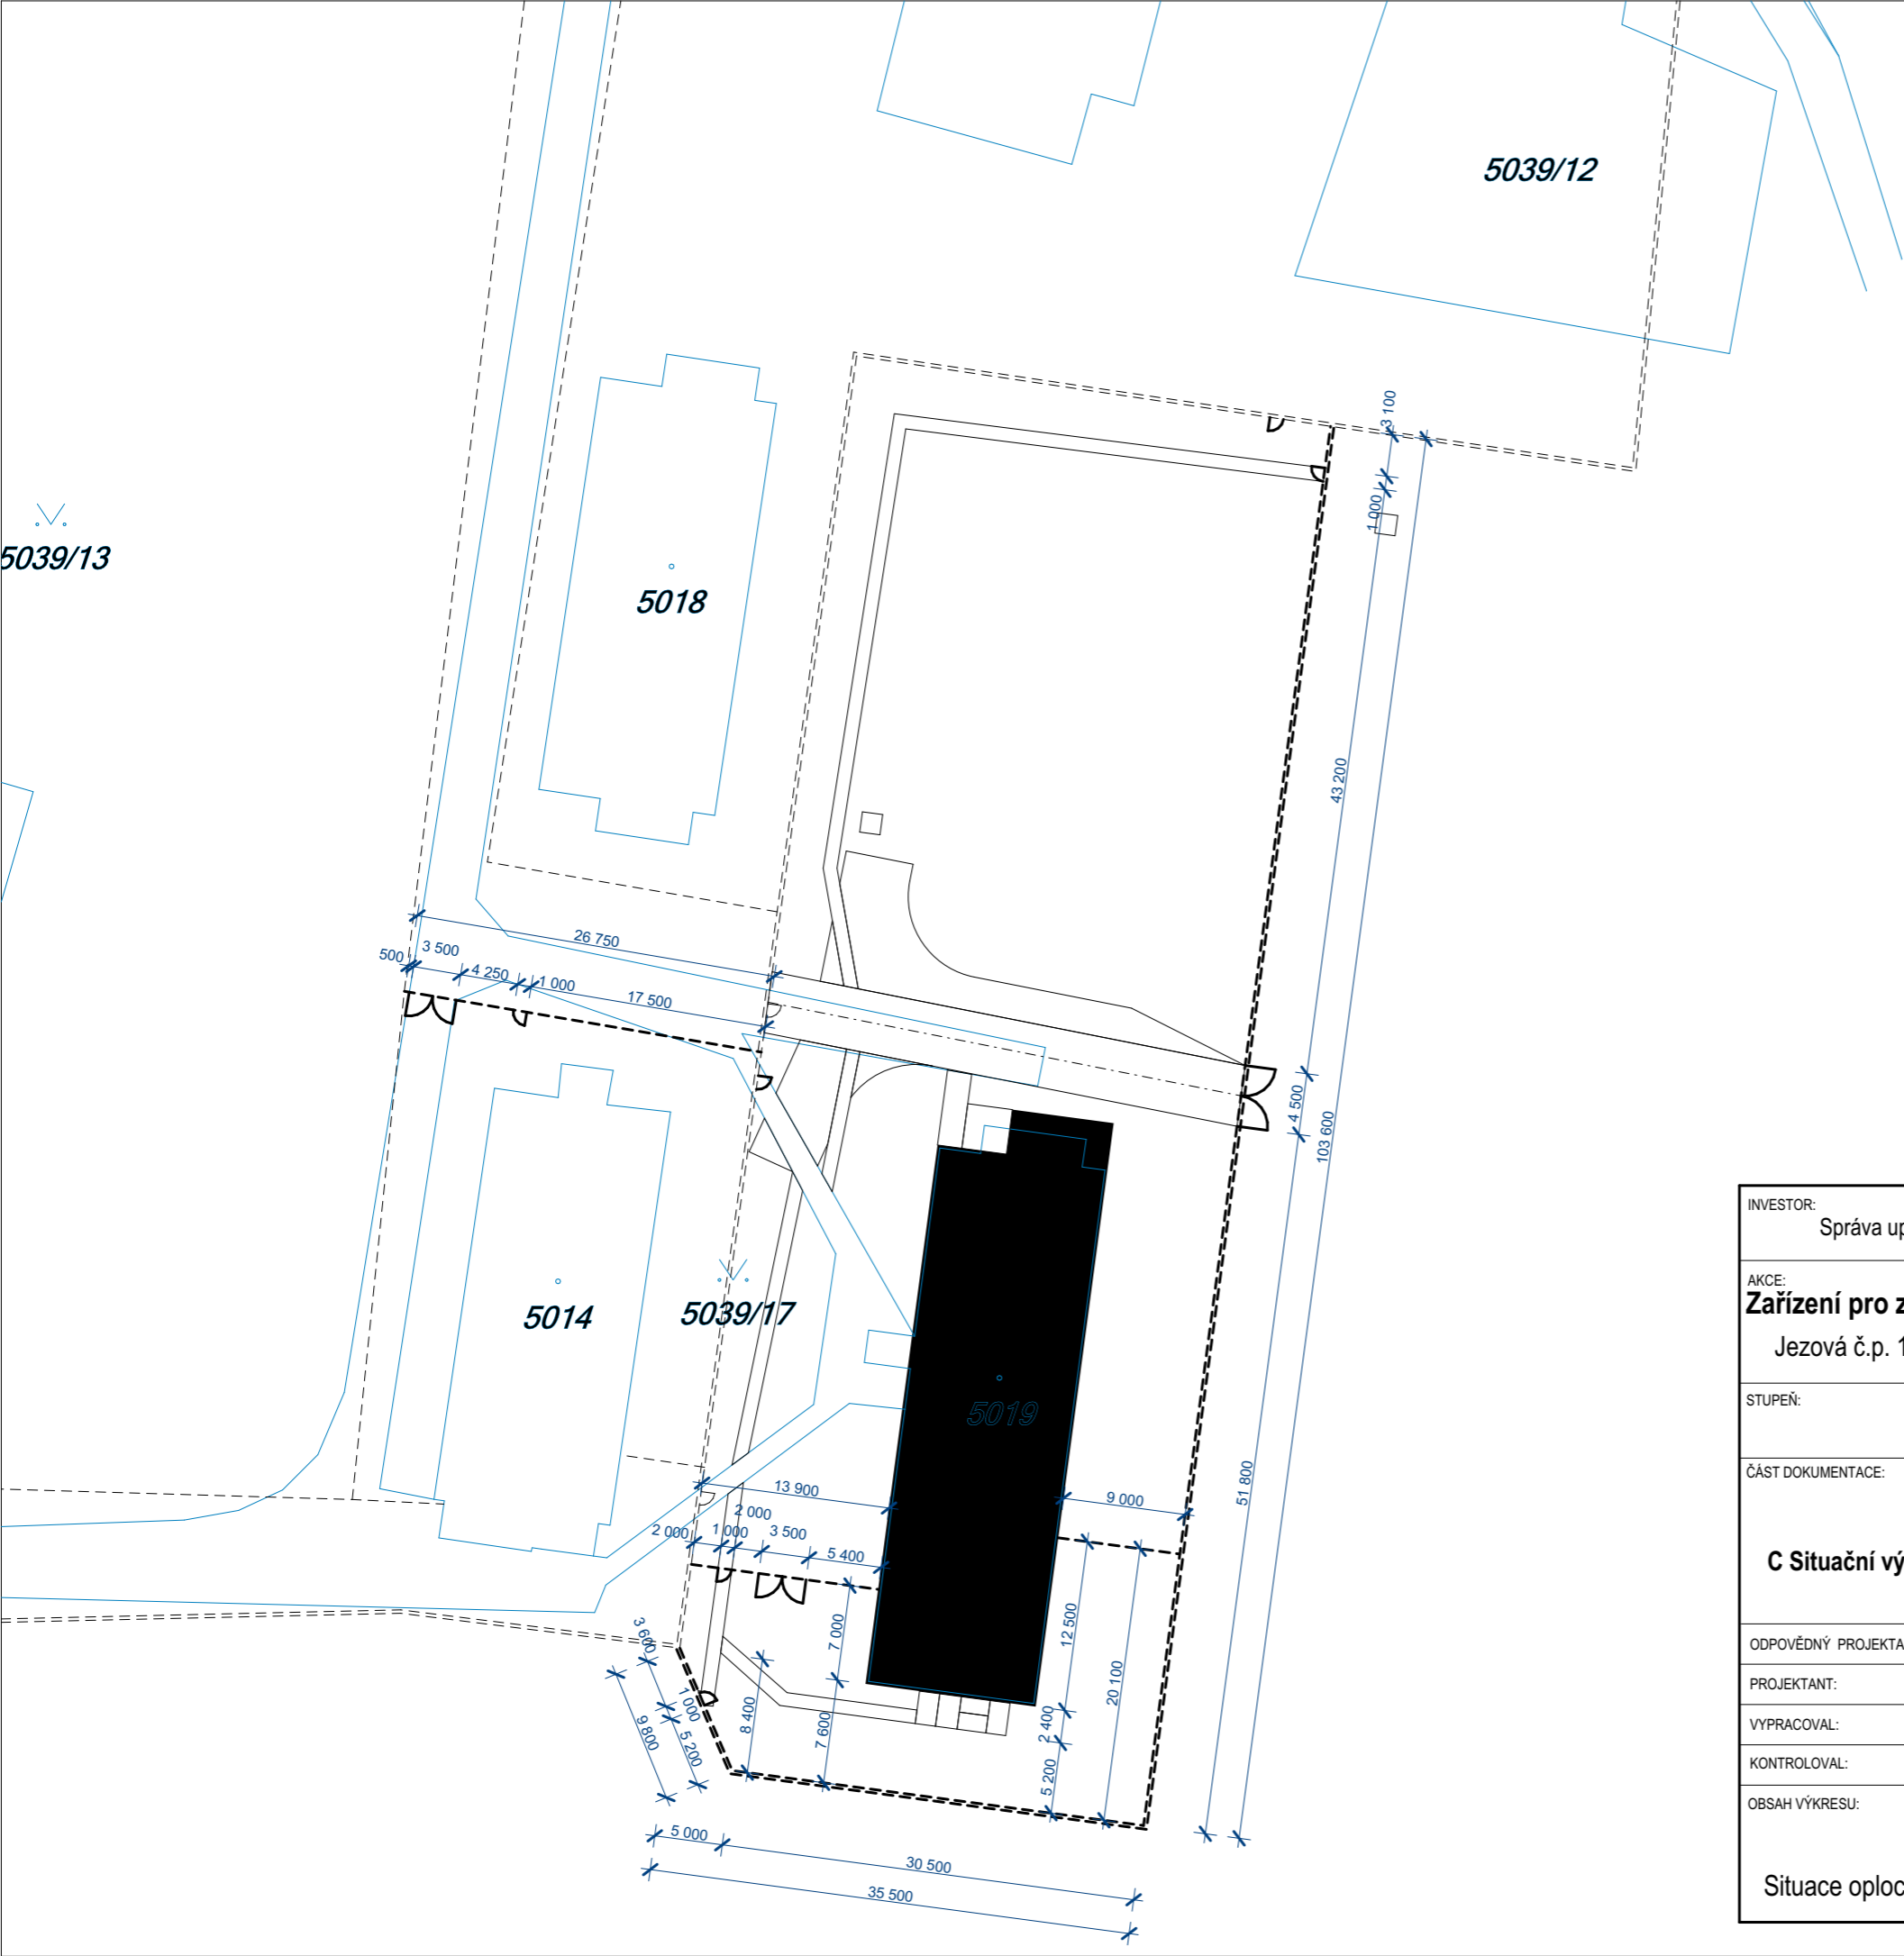 5039/12
3 100
1 000
5039/13
5018
43 200
26 750
500
3 500
4 250
1 000
17 500
4 500
103 600
5014
5039/17
5019
13 900
9 000
51 800
2 000
2 000
1 000
3 500
5 400
12 500
20 100
7 000
3 600
1 000
5 200
9 800
8 400
7 600
2 400
5 200
5 000
30 500
35 500
INVESTOR:
Správa up
AKCE:
Zařízení pro z
Jezová č.p. 1
STUPEŇ:
ČÁST DOKUMENTACE:
C Situační vý
ODPOVĚDNÝ PROJEKTA
PROJEKTANT:
VYPRACOVAL:
KONTROLOVAL:
OBSAH VÝKRESU:
Situace oploc